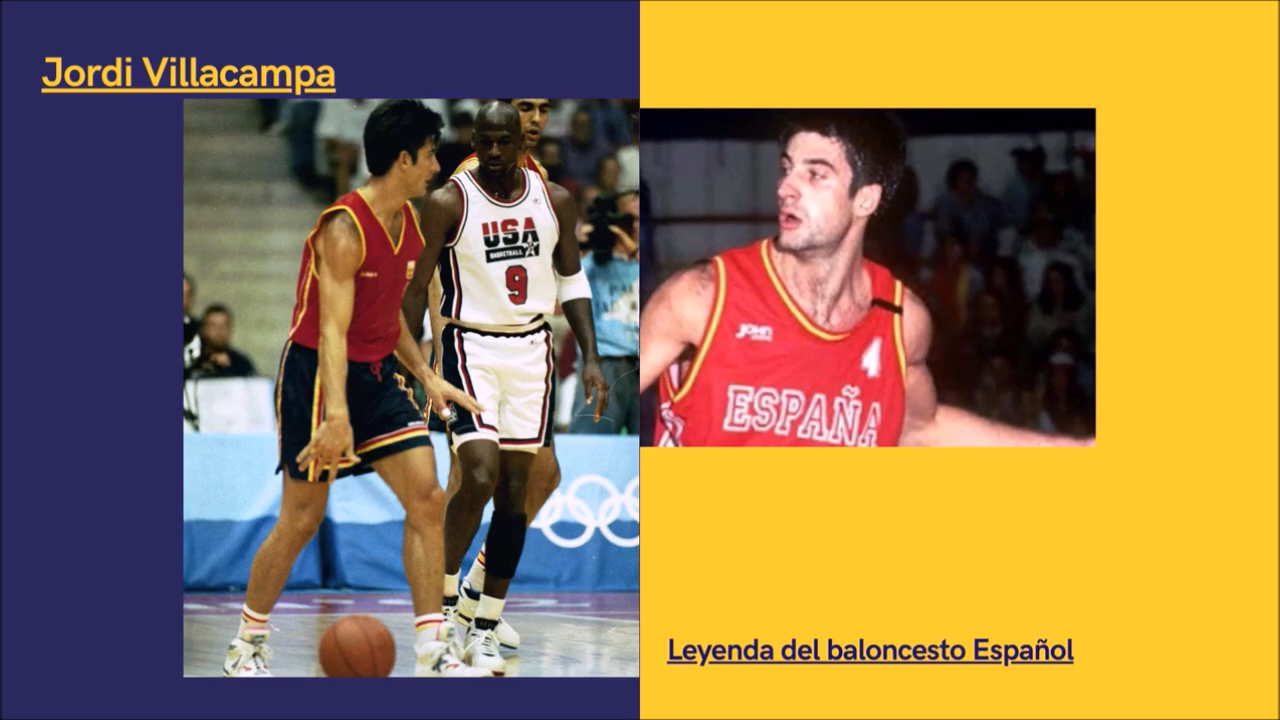 Jordi Villacampa
USA
BASKETBALL
9
John
4
ESPAÑA
Leyenda del baloncesto Español